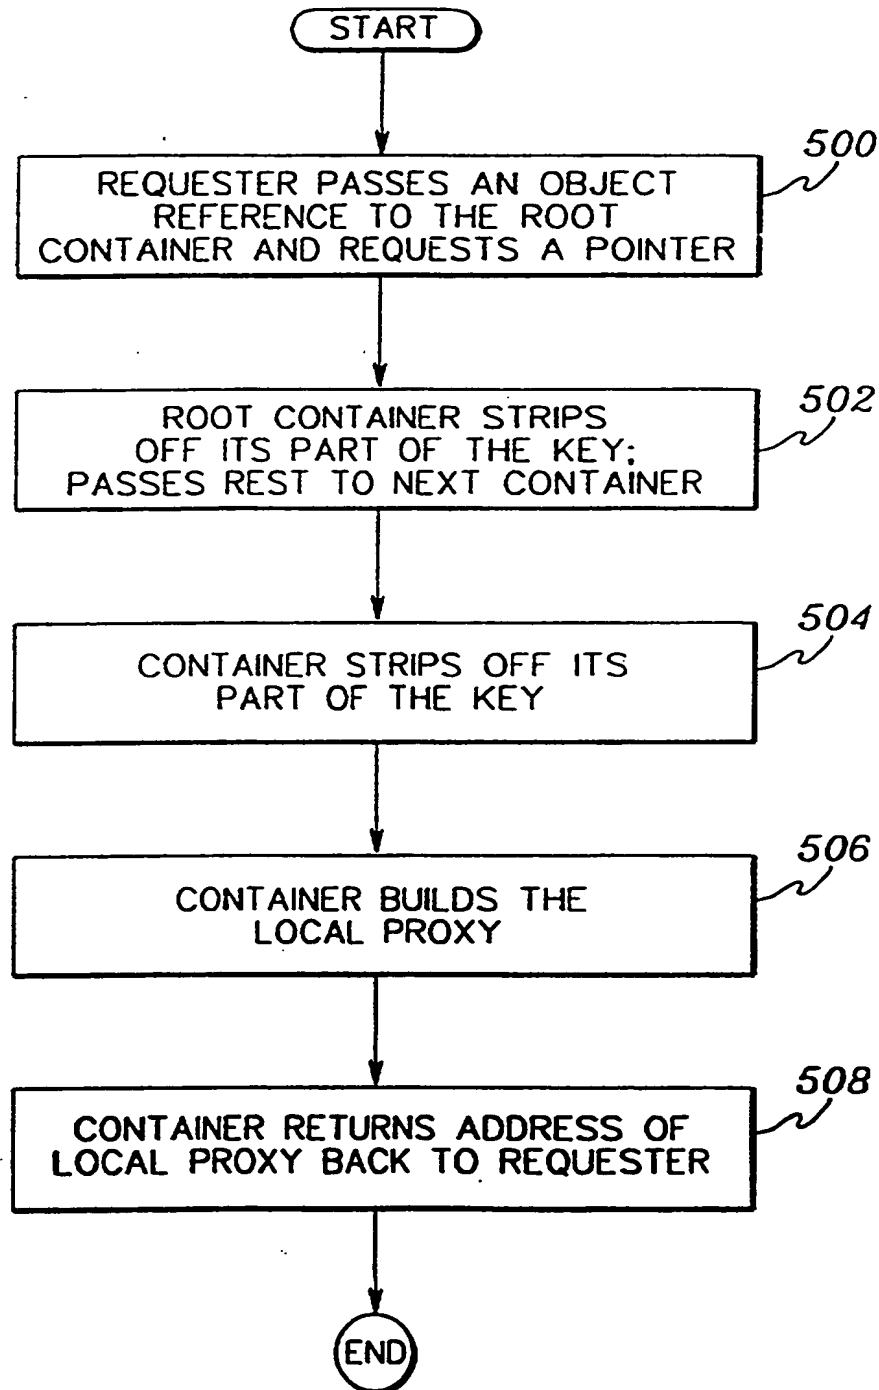 START
500
REQUESTER PASSES AN OBJECT
REFERENCE TO THE ROOT
CONTAINER AND REQUESTS A POINTER
502
ROOT CONTAINER STRIPS
OFF ITS PART OF THE KEY;
PASSES REST TO NEXT CONTAINER
504
CONTAINER STRIPS OFF ITS
PART OF THE KEY
506
CONTAINER BUILDS THE
LOCAL PROXY
508
CONTAINER RETURNS ADDRESS OF
LOCAL PROXY BACK TO REQUESTER
END